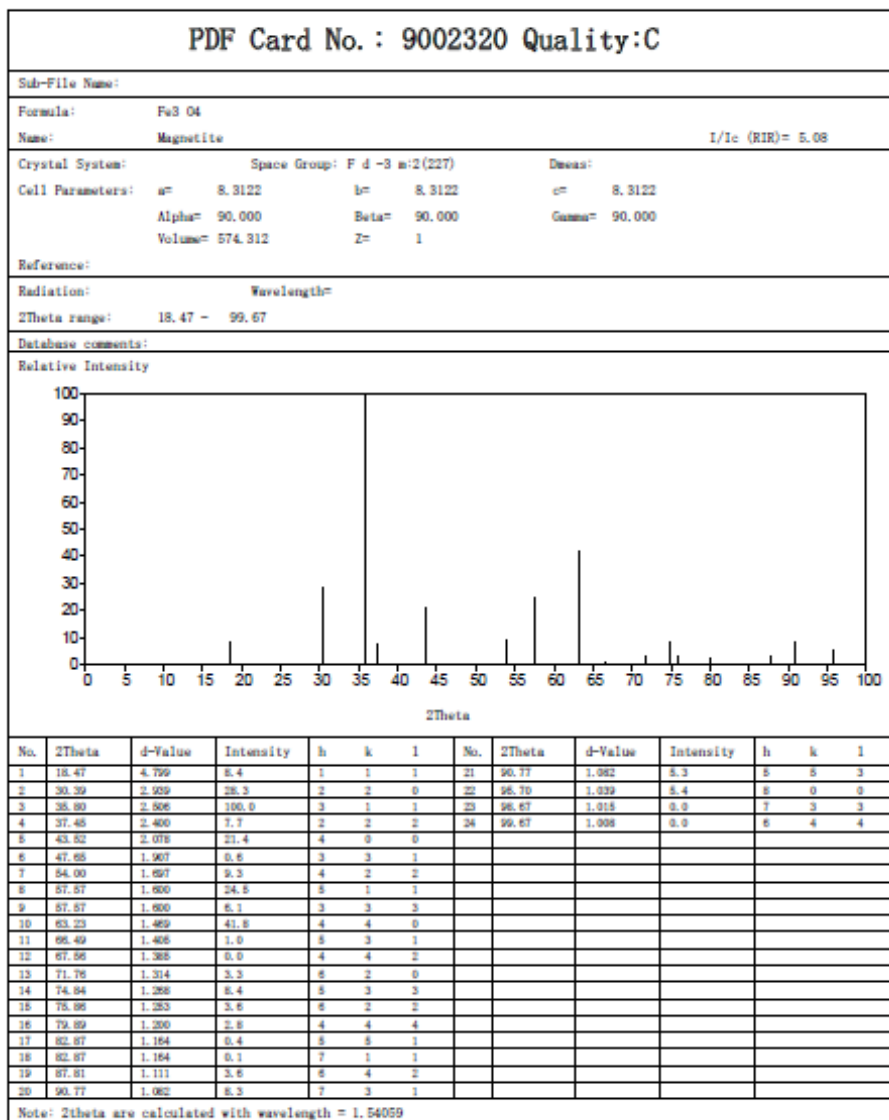 PDF Card No.: 9002320 Quality:C
Sub-File Name:
Formula: Fe3 O4
Name: Magnetite I/Ic (RIR)= 5.08
Crystal System: Space Group: F d -3 m:2(227) Dmeas:
Cell Parameters: a= 8.3122 b= 8.3122 c= 8.3122
Alpha= 90.000 Beta= 90.000 Gamma= 90.000
Volume= 574.312 Z= 1
Reference:
Radiation: Wavelength=
2Theta range: 18.47 - 99.67
Database comments:
Relative Intensity
100
90
80
70
60
50
40
30
20
10
0
0 5 10 15 20 25 30 35 40 45 50 55 60 65 70 75 80 85 90 95 100
2Theta
No. 2Theta d-Value Intensity h k l No. 2Theta d-Value Intensity h k l
1 18.47 4.799 8.4 1 1 1 21 90.77 1.082 5.3 5 5 3
2 30.39 2.939 28.3 2 2 0 22 95.70 1.039 5.4 8 0 0
3 35.80 2.506 100.0 3 1 1 23 98.67 1.015 0.0 7 3 3
4 37.45 2.400 7.7 2 2 2 24 99.67 1.008 0.0 6 4 4
5 43.52 2.078 21.4 4 0 0
6 47.65 1.907 0.6 3 3 1
7 54.00 1.697 9.3 4 2 2
8 57.57 1.600 24.5 5 1 1
9 57.57 1.600 6.1 3 3 3
10 63.23 1.469 41.8 4 4 0
11 66.49 1.405 1.0 5 3 1
12 67.56 1.385 0.0 4 4 2
13 71.76 1.314 3.3 6 2 0
14 74.84 1.268 8.4 5 3 3
15 75.86 1.253 3.6 6 2 2
16 79.89 1.200 2.8 4 4 4
17 82.87 1.164 0.4 5 5 1
18 82.87 1.164 0.1 7 1 1
19 87.81 1.111 3.6 6 4 2
20 90.77 1.082 8.3 7 3 1
Note: 2theta are calculated with wavelength = 1.54059